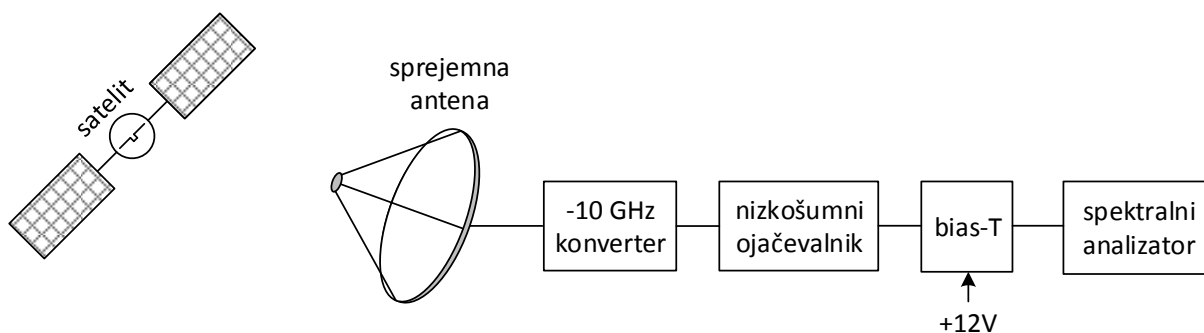 satelit
sprejemna
antena
-10 GHz
konverter
nizkošumni
ojačevalnik
bias-T
+12V
spektralni
analizator